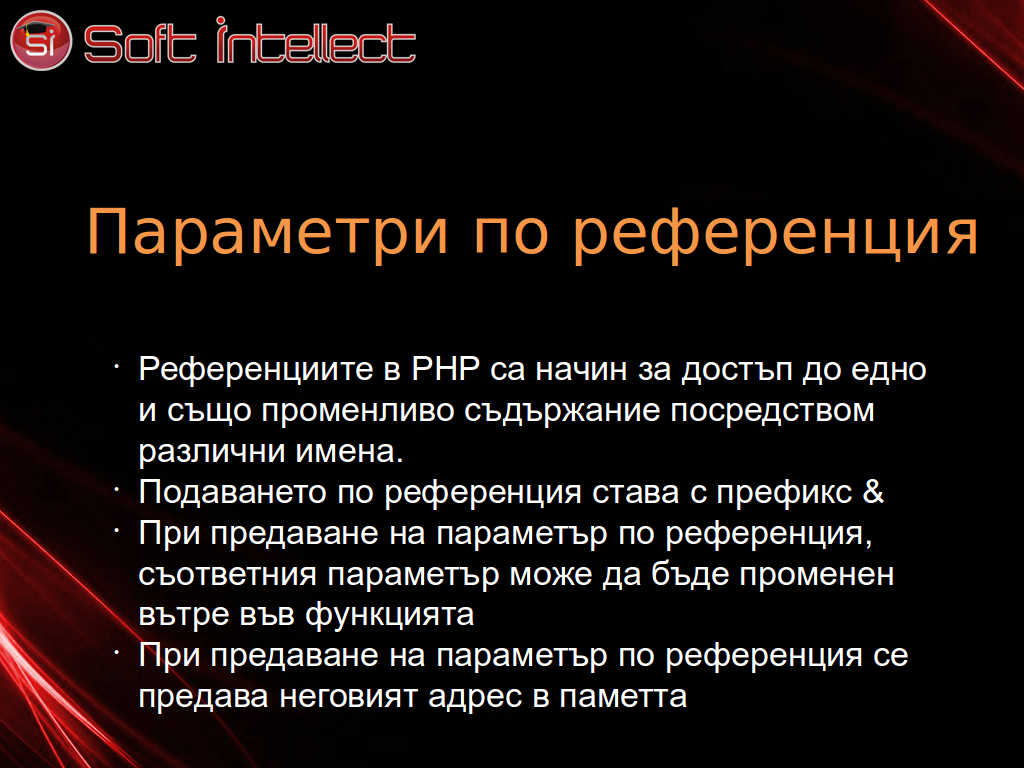 Si Soft Intellect
Параметри по референция
· Референциите в PHP са начин за достъп до едно
и също променливо съдържание посредством
различни имена.
· Подаването по референция става с префикс &
· При предаване на параметър по референция,
съответния параметър може да бъде променен
вътре във функцията
· При предаване на параметър по референция се
предава неговият адрес в паметта